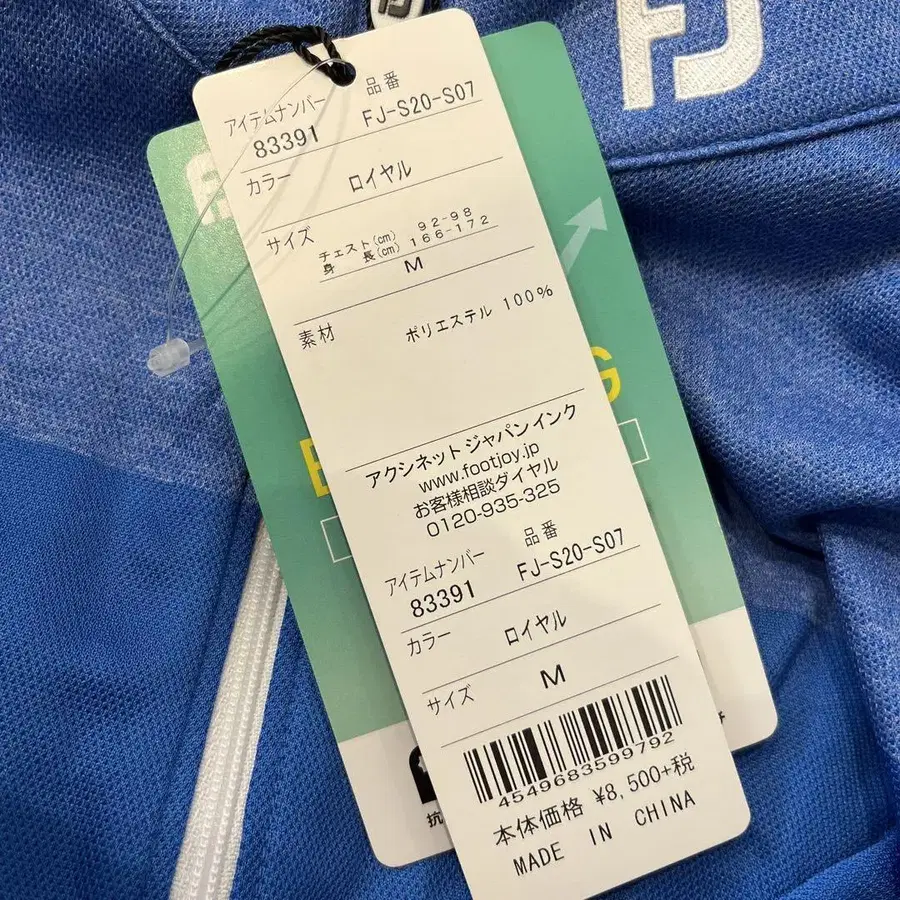 FJ
アイテムナンバー 品番
83391 FJ-S20-S07
カラー ロイヤル
サイズ チェスト(cm) 92-98
身 長(cm) 166-172
M
素材 ポリエステル 100%
アクシネット ジャパン インク
www.footjoy.jp
お客様相談ダイヤル
0120-935-325
アイテムナンバー 品番
83391 FJ-S20-S07
カラー ロイヤル
サイズ M
4549683599792
本体価格 ¥8,500+税
MADE IN CHINA
G
抗